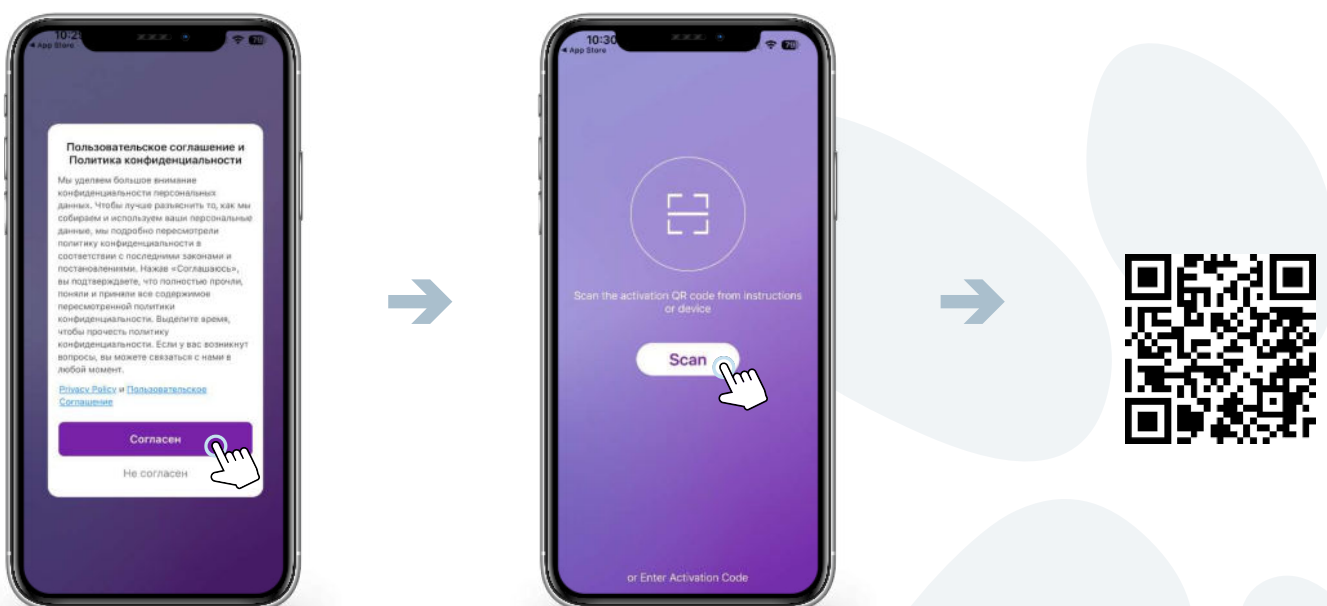 10:2
App Store
70
Пользовательское соглашение и
Политика конфиденциальности
Мы уделяем большое внимание
конфиденциальности персональных
данных. Чтобы лучше разъяснить то, как мы
собираем и используем ваши персональные
данные, мы подробно пересмотрели
политику конфиденциальности в
соответствии с последними законами и
постановлениями. Нажав «Соглашаюсь»,
вы подтверждаете, что полностью прочли,
поняли и приняли все содержимое
пересмотренной политики
конфиденциальности. Выделите время,
чтобы прочесть политику
конфиденциальности. Если у вас возникнут
вопросы, вы можете связаться с нами в
любой момент.
Privacy Policy и Пользовательское
Соглашение
Согласен
Не согласен
10:30
App Store
70
Scan the activation QR code from instructions
or device
Scan
or Enter Activation Code